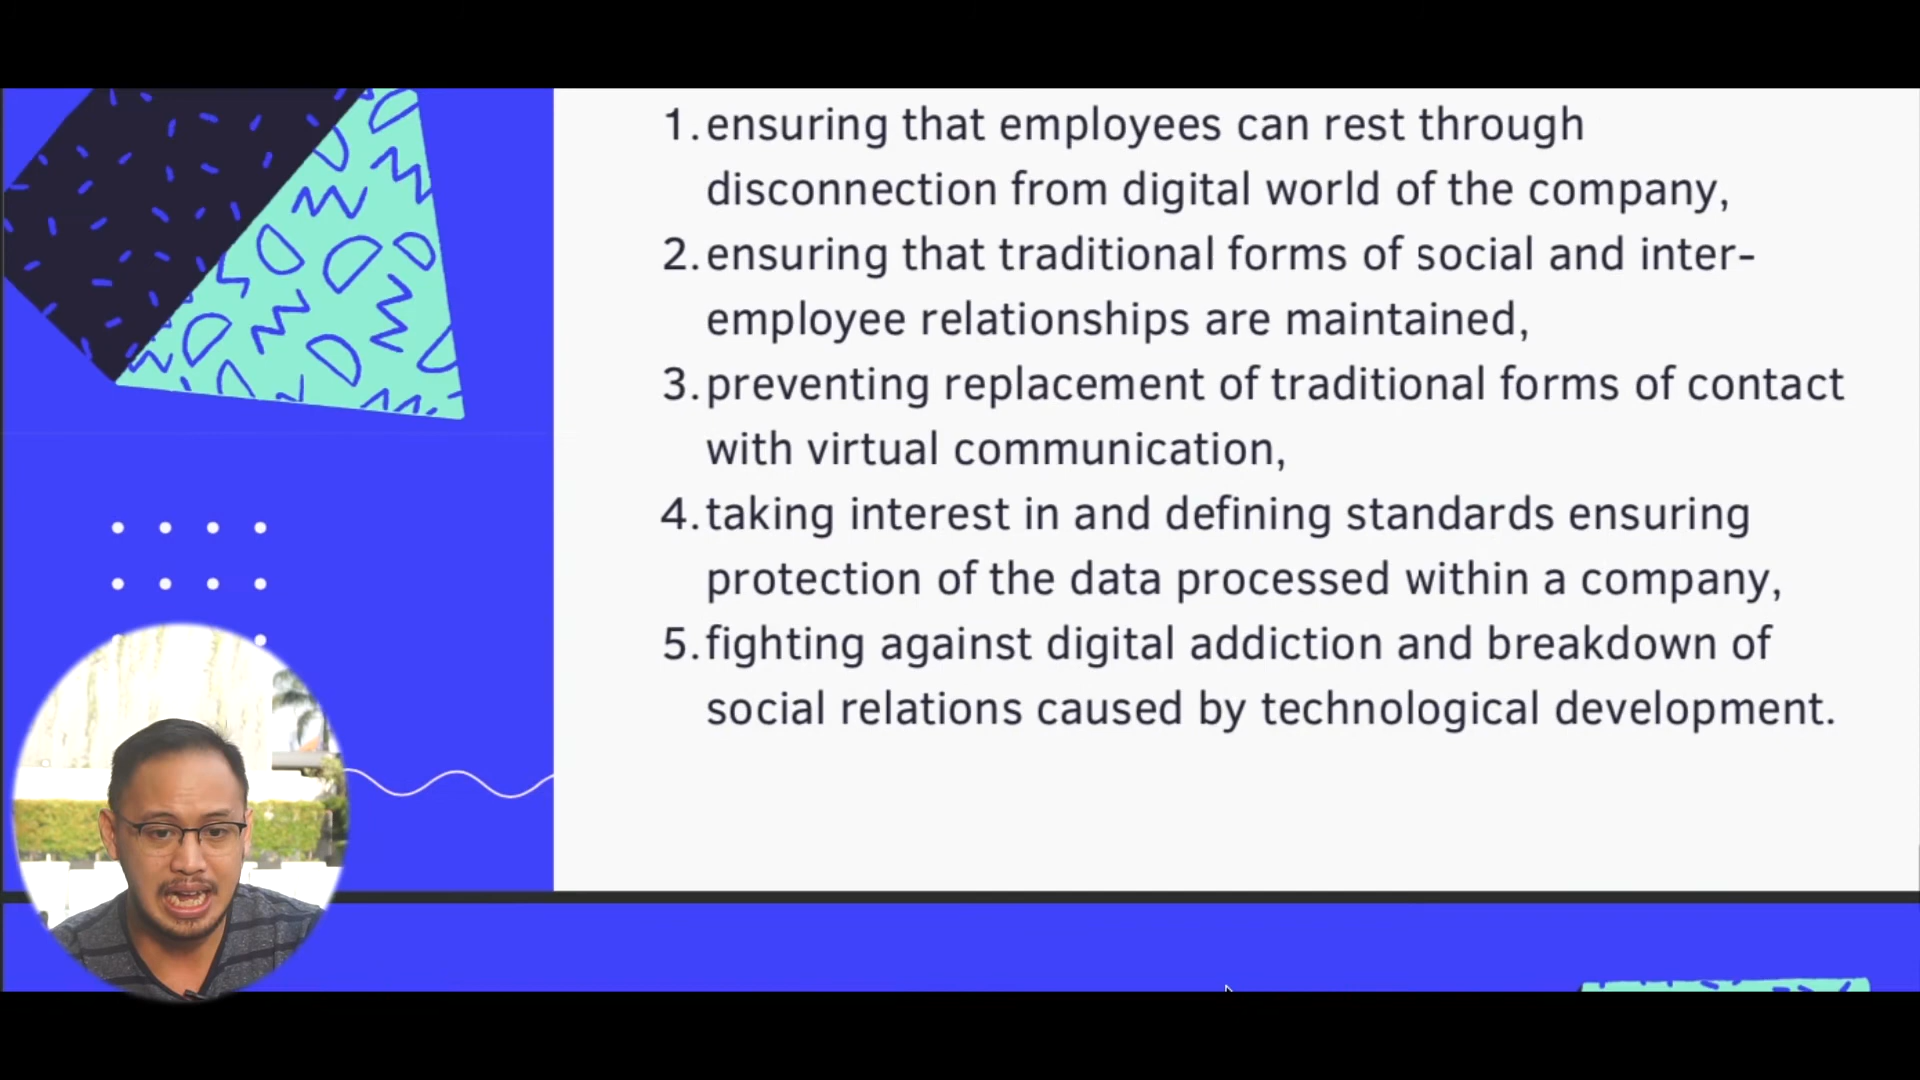 1. ensuring that employees can rest through
disconnection from digital world of the company,
2. ensuring that traditional forms of social and inter-
employee relationships are maintained,
3. preventing replacement of traditional forms of contact
with virtual communication,
4. taking interest in and defining standards ensuring
protection of the data processed within a company,
5. fighting against digital addiction and breakdown of
social relations caused by technological development.